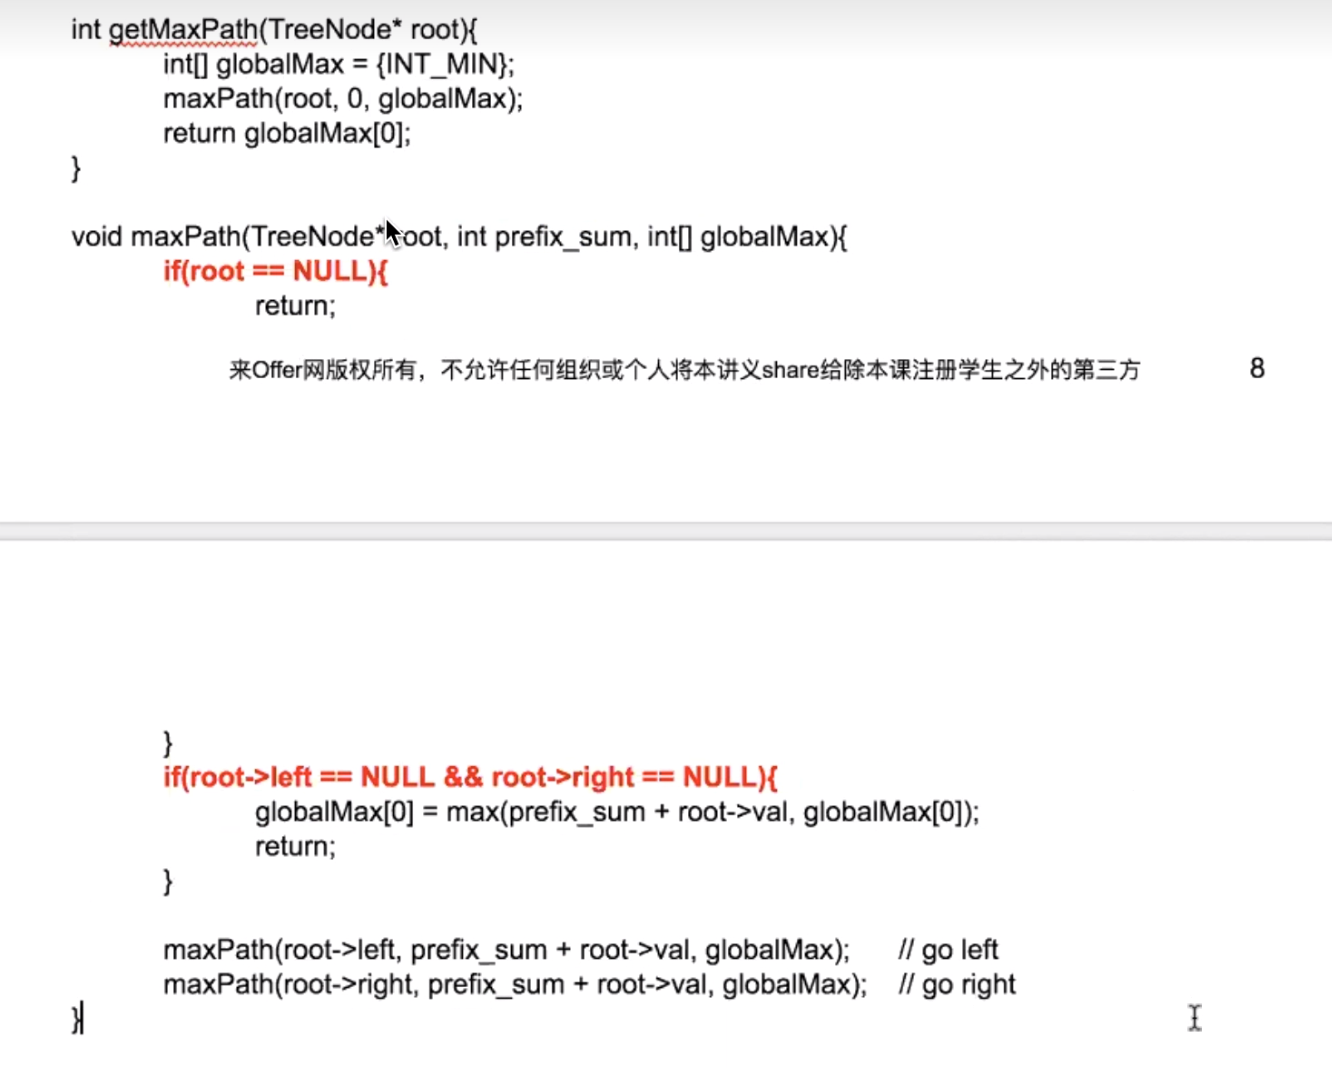 int getMaxPath(TreeNode* root){
int[] globalMax = {INT_MIN};
maxPath(root, 0, globalMax);
return globalMax[0];
}
void maxPath(TreeNode* root, int prefix_sum, int[] globalMax){
if(root == NULL){
return;
来Offer网版权所有，不允许任何组织或个人将本讲义share给除本课注册学生之外的第三方
8
}
if(root->left == NULL && root->right == NULL){
globalMax[0] = max(prefix_sum + root->val, globalMax[0]);
return;
}
maxPath(root->left, prefix_sum + root->val, globalMax); // go left
maxPath(root->right, prefix_sum + root->val, globalMax); // go right
}